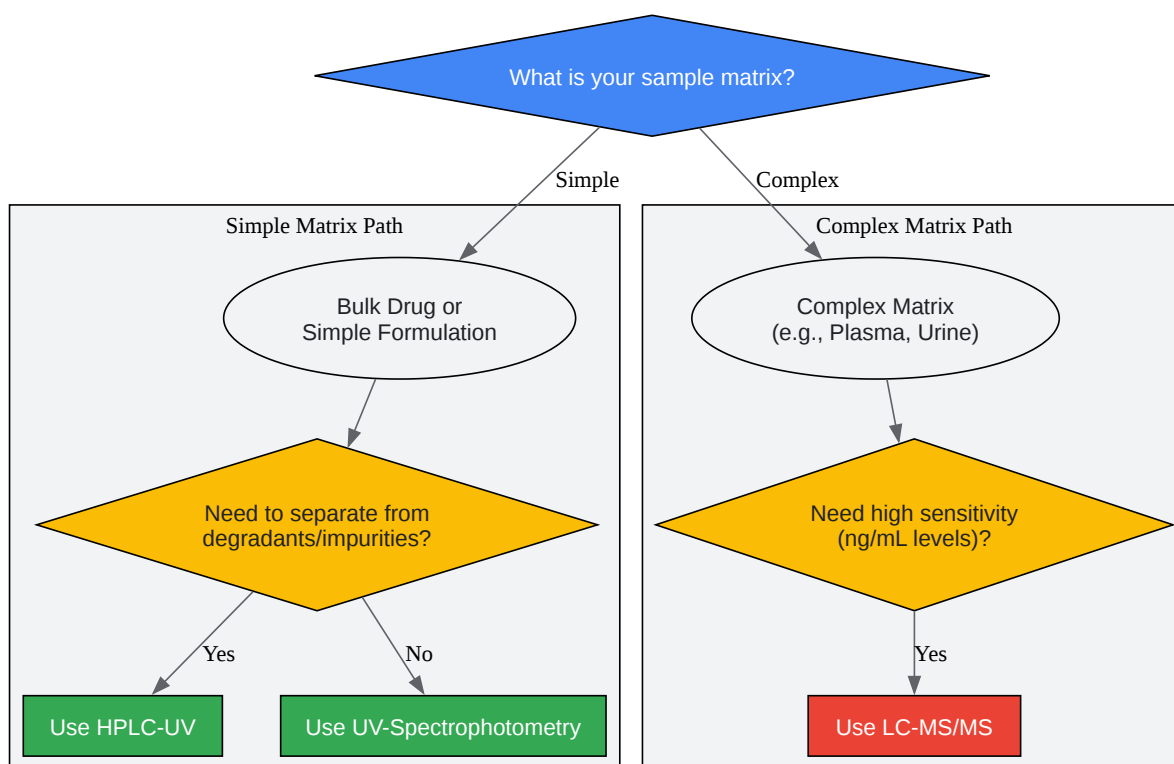 What is your sample matrix?
Simple
Complex
Simple Matrix Path
Complex Matrix Path
Bulk Drug or
Simple Formulation
Complex Matrix
(e.g., Plasma, Urine)
Need to separate from
degradants/impurities?
Need high sensitivity
(ng/mL levels)?
Yes
No
Yes
Use HPLC-UV
Use UV-Spectrophotometry
Use LC-MS/MS